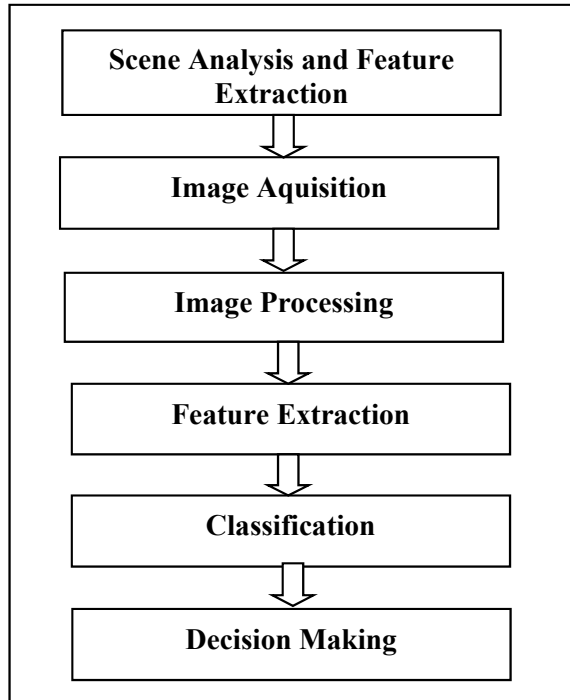 Scene Analysis and Feature
Extraction
Image Aquisition
Image Processing
Feature Extraction
Classification
Decision Making